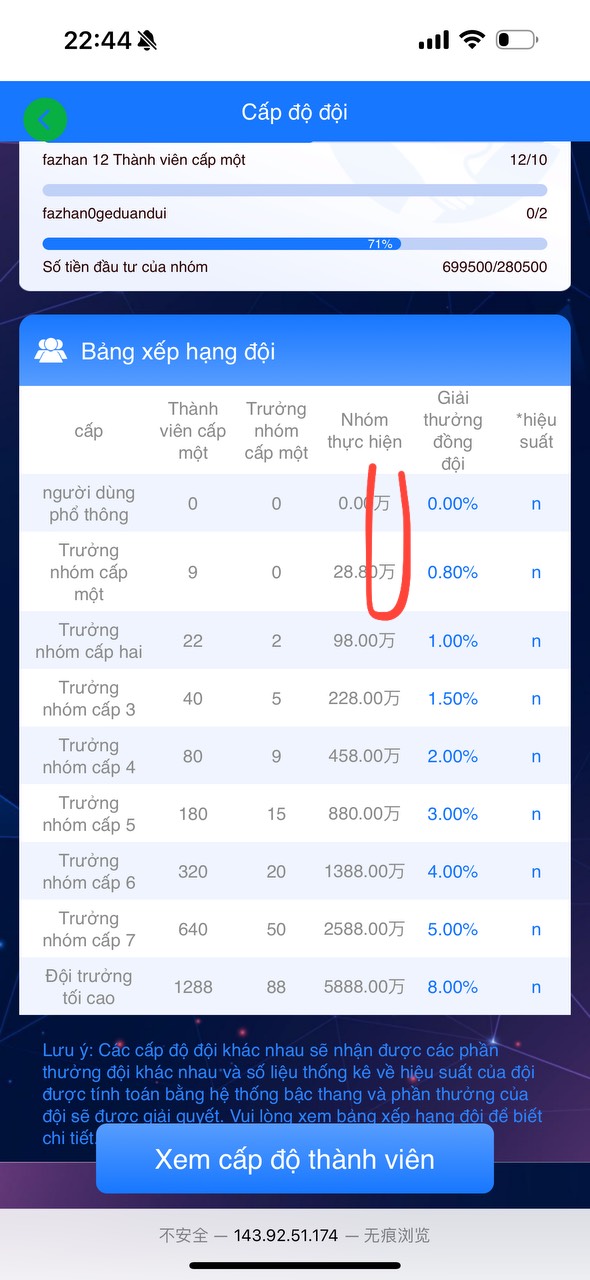 22:44
Cấp độ đội
fazhan 12 Thành viên cấp một 12/10
fazhan0geduandui 0/2
71%
Số tiền đầu tư của nhóm 699500/280500
Bảng xếp hạng đội
cấp Thành viên cấp một Trưởng nhóm cấp một Nhóm thực hiện Giải thưởng đồng đội *hiệu suất
người dùng phổ thông 0 0 0.00万 0.00% n
Trưởng nhóm cấp một 9 0 28.80万 0.80% n
Trưởng nhóm cấp hai 22 2 98.00万 1.00% n
Trưởng nhóm cấp 3 40 5 228.00万 1.50% n
Trưởng nhóm cấp 4 80 9 458.00万 2.00% n
Trưởng nhóm cấp 5 180 15 880.00万 3.00% n
Trưởng nhóm cấp 6 320 20 1388.00万 4.00% n
Trưởng nhóm cấp 7 640 50 2588.00万 5.00% n
Đội trưởng tối cao 1288 88 5888.00万 8.00% n
Lưu ý: Các cấp độ đội khác nhau sẽ nhận được các phần
thưởng đội khác nhau và số liệu thống kê về hiệu suất của đội
được tính toán bằng hệ thống bậc thang và phần thưởng của
đội sẽ được giải quyết. Vui lòng xem bảng xếp hạng đội để biết
chi tiết.
Xem cấp độ thành viên
不安全 — 143.92.51.174 — 无痕浏览